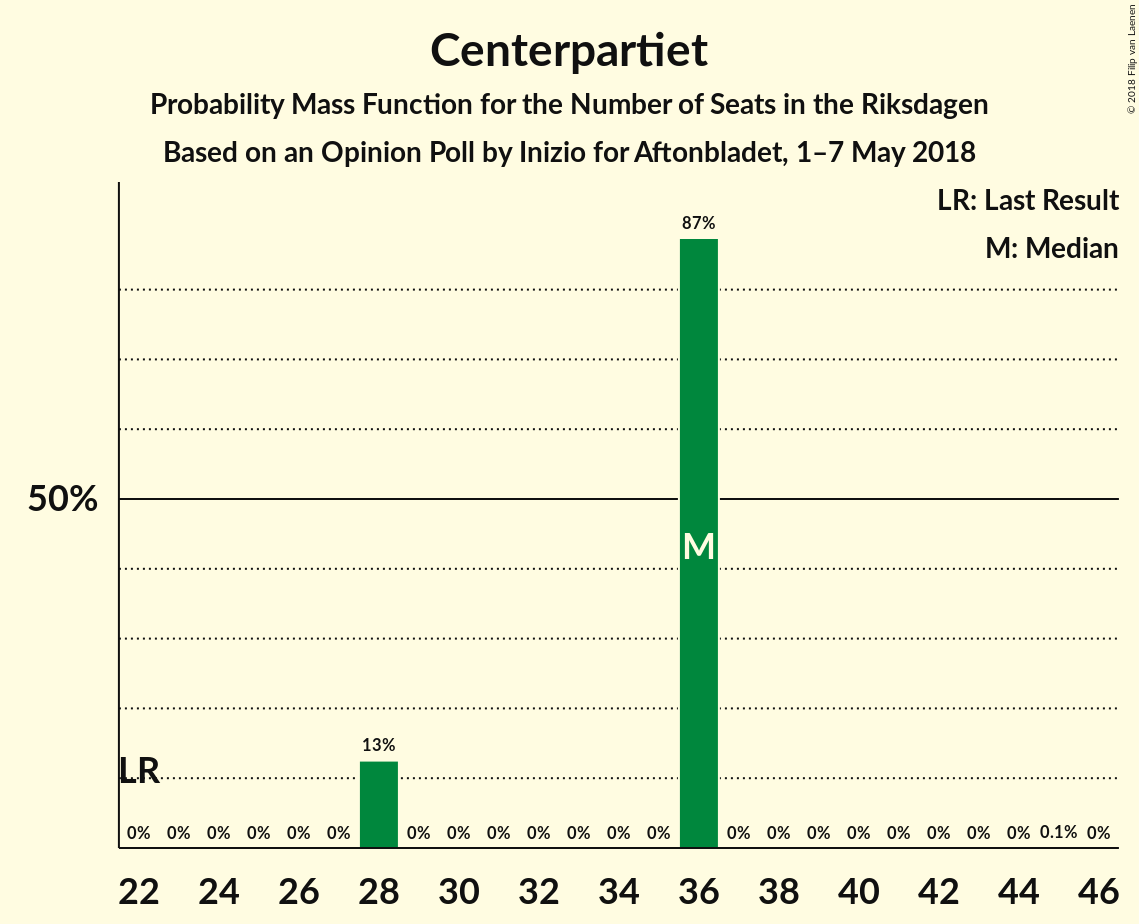 Centerpartiet
Probability Mass Function for the Number of Seats in the Riksdagen
Based on an Opinion Poll by Inizio for Aftonbladet, 1–7 May 2018
© 2018 Filip van Laenen
LR: Last Result
M: Median
87%
50%
M
13%
LR
0% 0% 0% 0% 0% 0% 0% 0% 0% 0% 0% 0% 0% 0% 0% 0% 0% 0% 0% 0% 0% 0.1% 0%
22 24 26 28 30 32 34 36 38 40 42 44 46